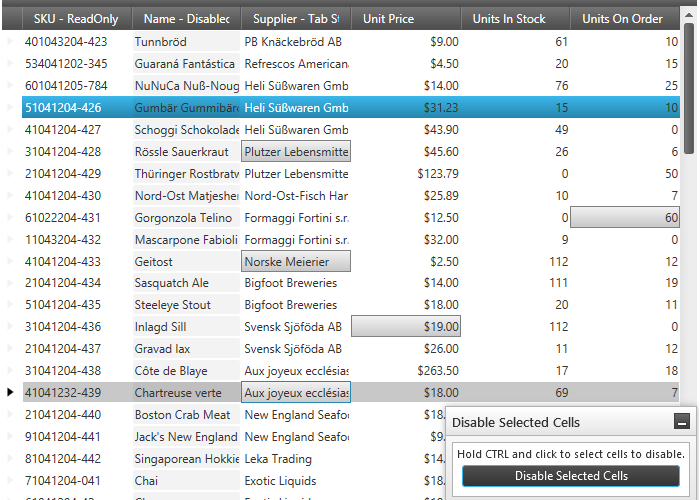 SKU - ReadOnly Name - Disabled Supplier - Tab St Unit Price Units In Stock Units On Order
401043204-423 Tunnbröd PB Knäckebröd AB $9.00 61 10
534041202-345 Guaraná Fantástica Refrescos American $4.50 20 15
601041205-784 NuNuCa Nuß-Noug Heli Süßwaren Gmb $14.00 76 25
51041204-426 Gumbär Gummibär Heli Süßwaren Gmb $31.23 15 10
41041204-427 Schoggi Schokolade Heli Süßwaren Gmb $43.90 49 0
31041204-428 Rössle Sauerkraut Plutzer Lebensmitte $45.60 26 6
21041204-429 Thüringer Rostbratw Plutzer Lebensmitte $123.79 0 50
41041204-430 Nord-Ost Matjesher Nord-Ost-Fisch Har $25.89 10 7
61022204-431 Gorgonzola Telino Formaggi Fortini s.r. $12.50 0 60
11043204-432 Mascarpone Fabioli Formaggi Fortini s.r. $32.00 9 0
41041204-433 Geitost Norske Meierier $2.50 112 12
21041204-434 Sasquatch Ale Bigfoot Breweries $14.00 111 19
51041204-435 Steeleye Stout Bigfoot Breweries $18.00 20 11
31041204-436 Inlagd Sill Svensk Sjöföda AB $19.00 112 0
21041204-437 Gravad lax Svensk Sjöföda AB $26.00 11 12
31041204-438 Côte de Blaye Aux joyeux ecclésias $263.50 17 18
41041232-439 Chartreuse verte Aux joyeux ecclésias $18.00 69 7
21041204-440 Boston Crab Meat New England Seafo $18.
91041204-441 Jack's New England New England Seafo $9.
81041204-442 Singaporean Hokkie Leka Trading $14.
71041204-041 Chai Exotic Liquids $18.
Disable Selected Cells
Hold CTRL and click to select cells to disable.
Disable Selected Cells